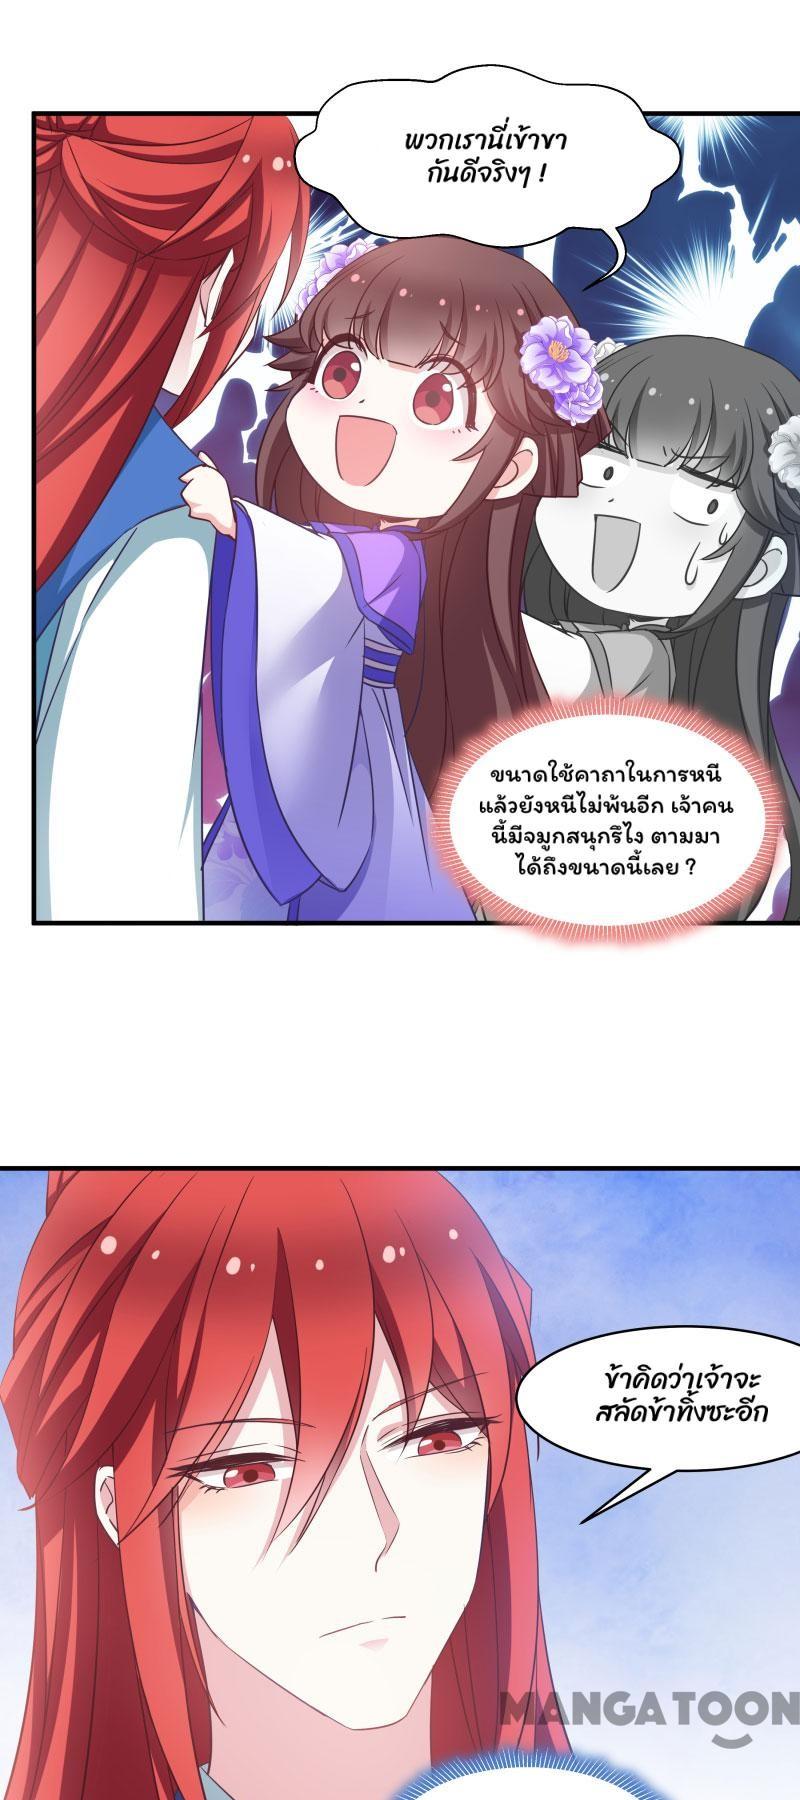 พวกเรานี่เข้าขา
กันดีจริงๆ !
ขนาดใช้คาถาในการหนี
แล้วยังหนีไม่พ้นอีก เจ้าคน
นี้มีจมูกสนุกรึไง ตามมา
ได้ถึงขนาดนี้เลย ?
ข้าคิดว่าเจ้าจะ
สลัดข้าทิ้งซะอีก
MANGATOON